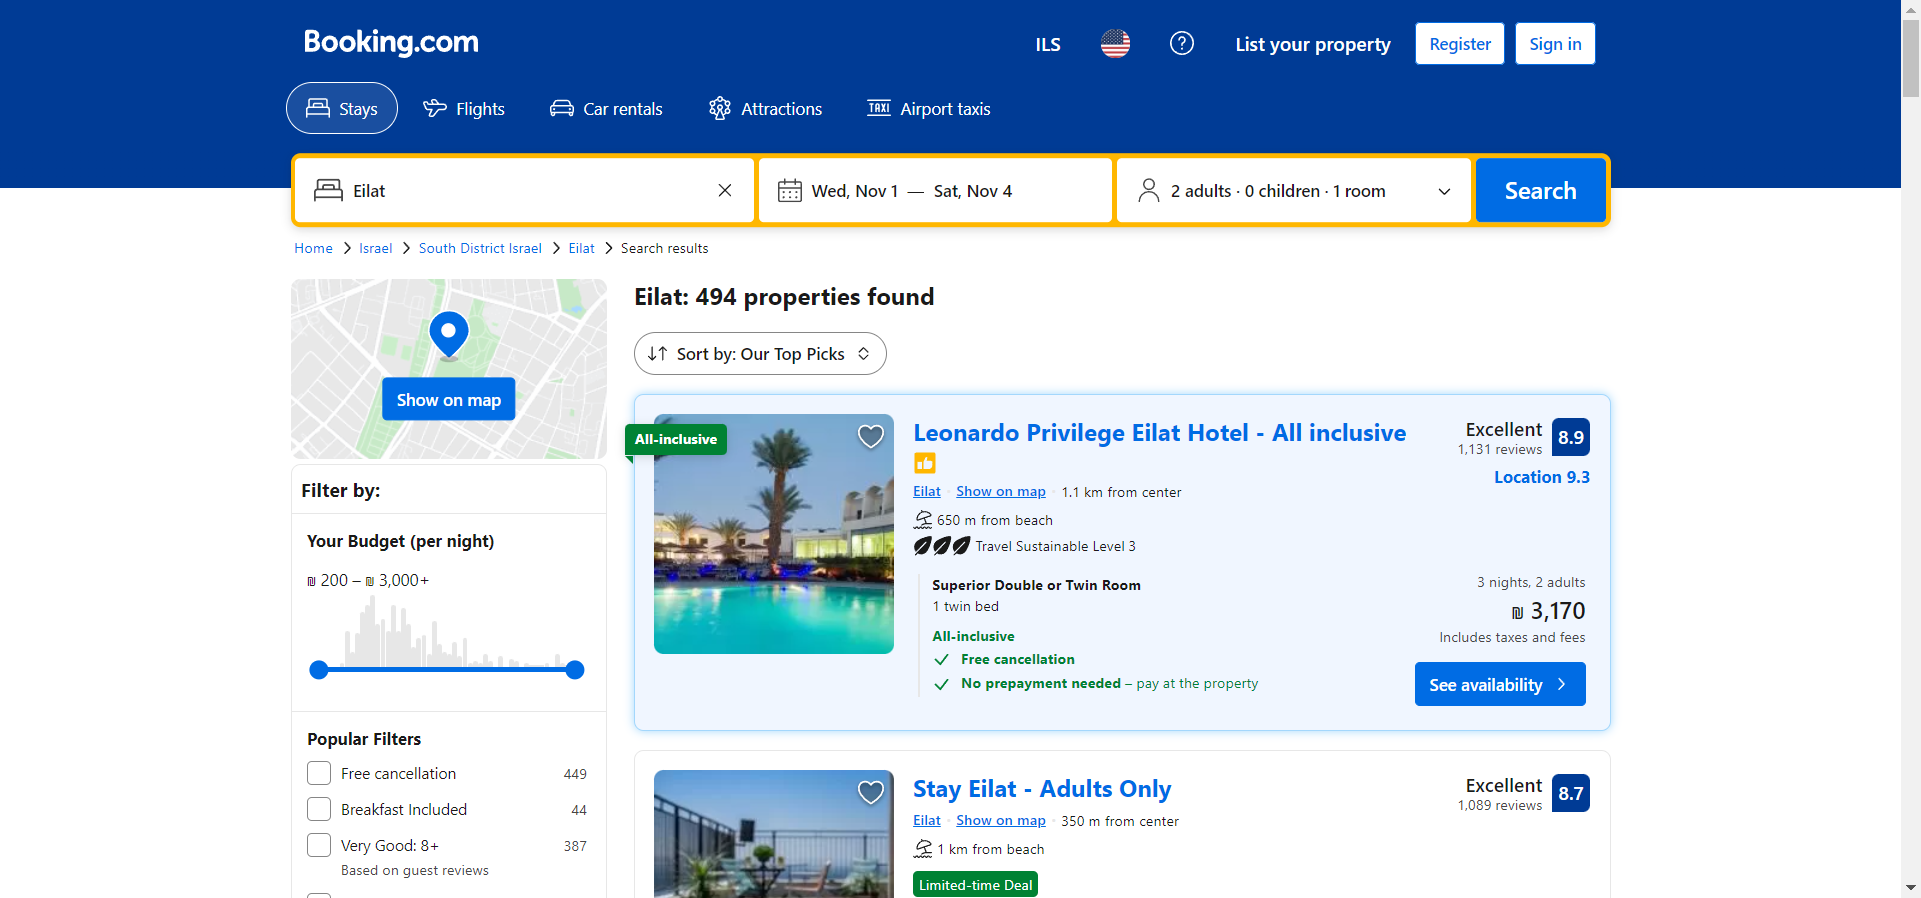 Booking.com
ILS
List your property
Register
Sign in
Stays
Flights
Car rentals
Attractions
TAXI
Airport taxis
Eilat
Wed, Nov 1 — Sat, Nov 4
2 adults · 0 children · 1 room
Search
Home > Israel > South District Israel > Eilat > Search results
Show on map
Filter by:
Your Budget (per night)
₪ 200 – ₪ 3,000+
Popular Filters
Free cancellation 449
Breakfast Included 44
Very Good: 8+ 387
Based on guest reviews
Eilat: 494 properties found
Sort by: Our Top Picks
All-inclusive
Leonardo Privilege Eilat Hotel - All inclusive
Excellent
1,131 reviews
8.9
Location 9.3
Eilat · Show on map · 1.1 km from center
650 m from beach
Travel Sustainable Level 3
Superior Double or Twin Room
1 twin bed
All-inclusive
Free cancellation
No prepayment needed – pay at the property
3 nights, 2 adults
₪ 3,170
Includes taxes and fees
See availability
Stay Eilat - Adults Only
Excellent
1,089 reviews
8.7
Eilat · Show on map · 350 m from center
1 km from beach
Limited-time Deal